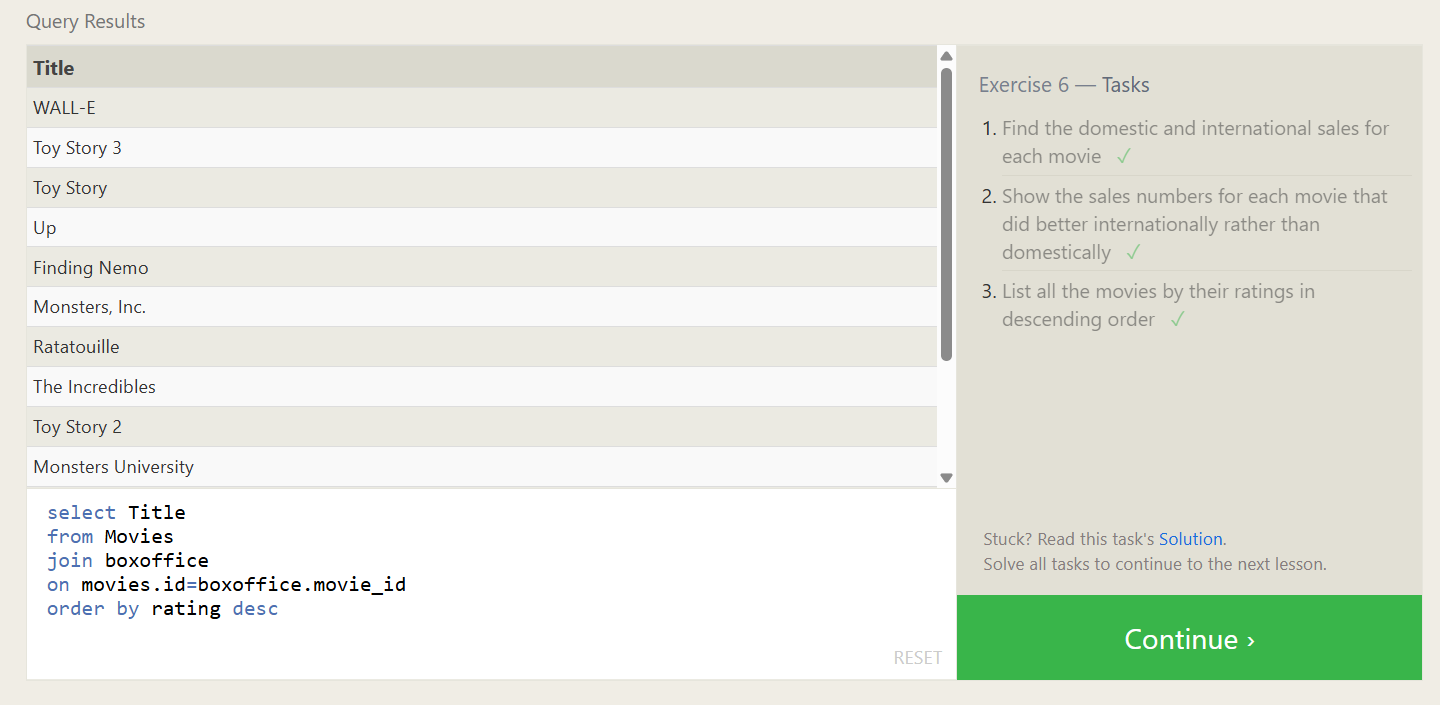 Query Results
Title
WALL-E
Toy Story 3
Toy Story
Up
Finding Nemo
Monsters, Inc.
Ratatouille
The Incredibles
Toy Story 2
Monsters University
select Title
from Movies
join boxoffice
on movies.id=boxoffice.movie_id
order by rating desc
RESET
Exercise 6 — Tasks
1. Find the domestic and international sales for
each movie ✓
2. Show the sales numbers for each movie that
did better internationally rather than
domestically ✓
3. List all the movies by their ratings in
descending order ✓
Stuck? Read this task's Solution.
Solve all tasks to continue to the next lesson.
Continue ›